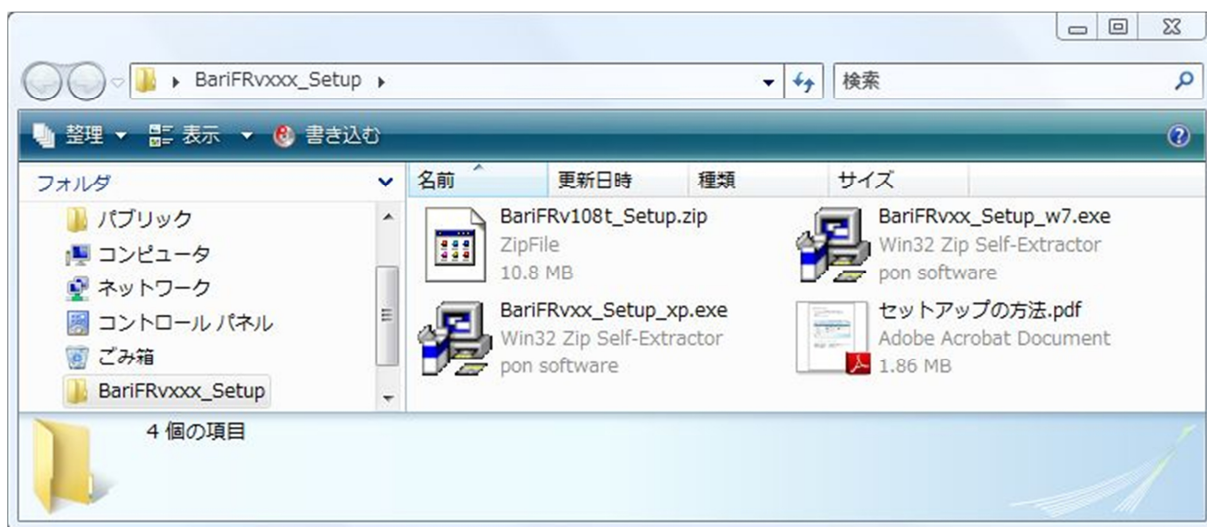 BariFRvxxx_Setup
検索
整理 表示 書き込む
フォルダ
名前 更新日時 種類 サイズ
パブリック
コンピュータ
ネットワーク
コントロール パネル
ごみ箱
BariFRvxxx_Setup
BariFRv108t_Setup.zip
ZipFile
10.8 MB
BariFRvxx_Setup_w7.exe
Win32 Zip Self-Extractor
pon software
BariFRvxx_Setup_xp.exe
Win32 Zip Self-Extractor
pon software
セットアップの方法.pdf
Adobe Acrobat Document
1.86 MB
4 個の項目